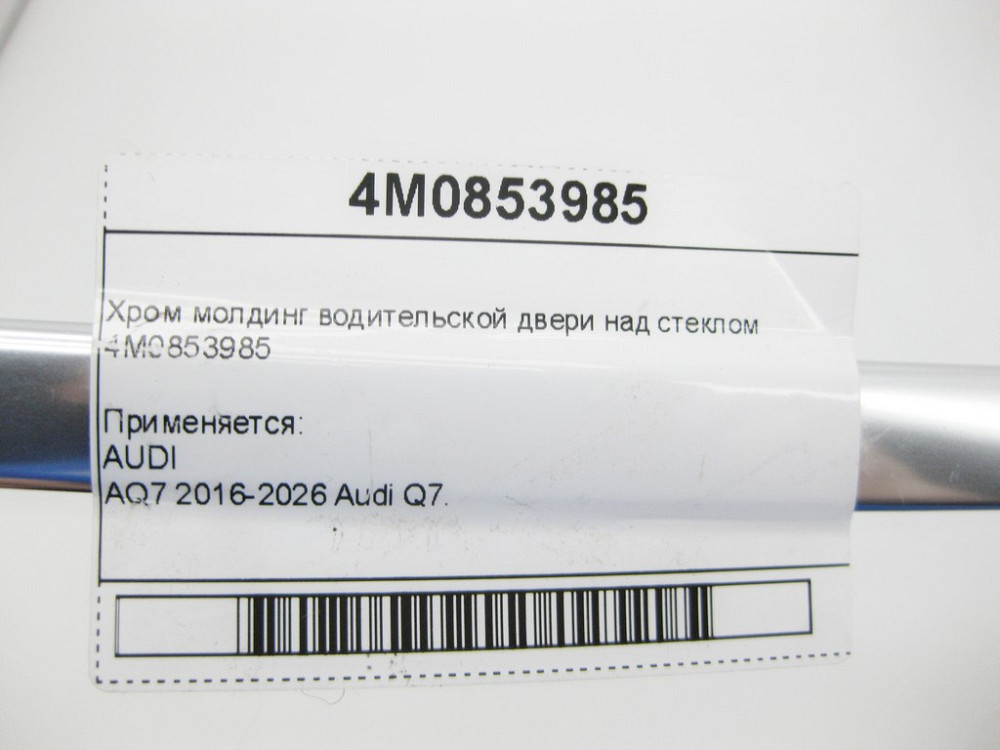 4M0853985
Хром молдинг водительской двери над стеклом
4M0853985
Применяется:
AUDI
AQ7 2016-2026 Audi Q7.